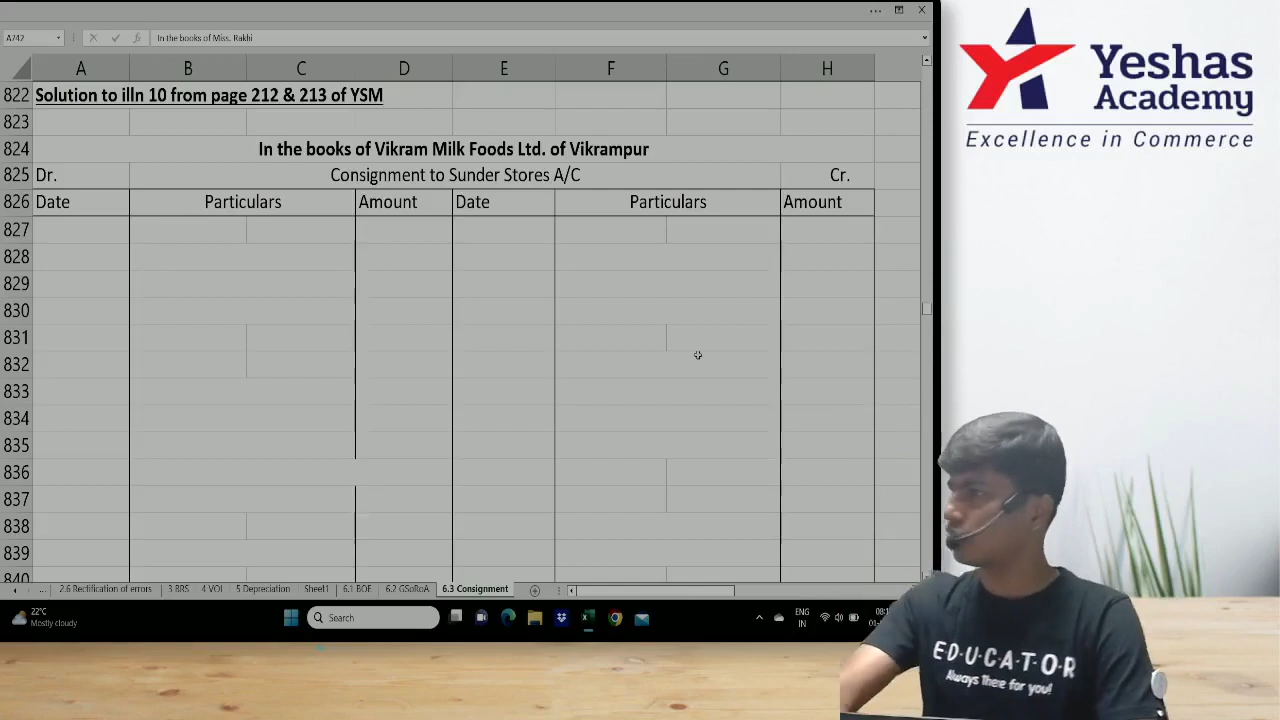 A742
In the books of Miss. Rakhi
A B C D E F G H
822 Solution to illn 10 from page 212 & 213 of YSM
823
824 In the books of Vikram Milk Foods Ltd. of Vikrampur
825 Dr. Consignment to Sunder Stores A/C Cr.
826 Date Particulars Amount Date Particulars Amount
827
828
829
830
831
832
833
834
835
836
837
838
839
840
... 2.6 Rectification of errors 3 BRS 4 VOI 5 Depreciation Sheet1 6.1 BOE 6.2 GSoRoA 6.3 Consignment
22°C
Mostly cloudy
Search
ENG
IN
Yeshas
Academy
Excellence in Commerce
EDUCATOR
Always There for you!